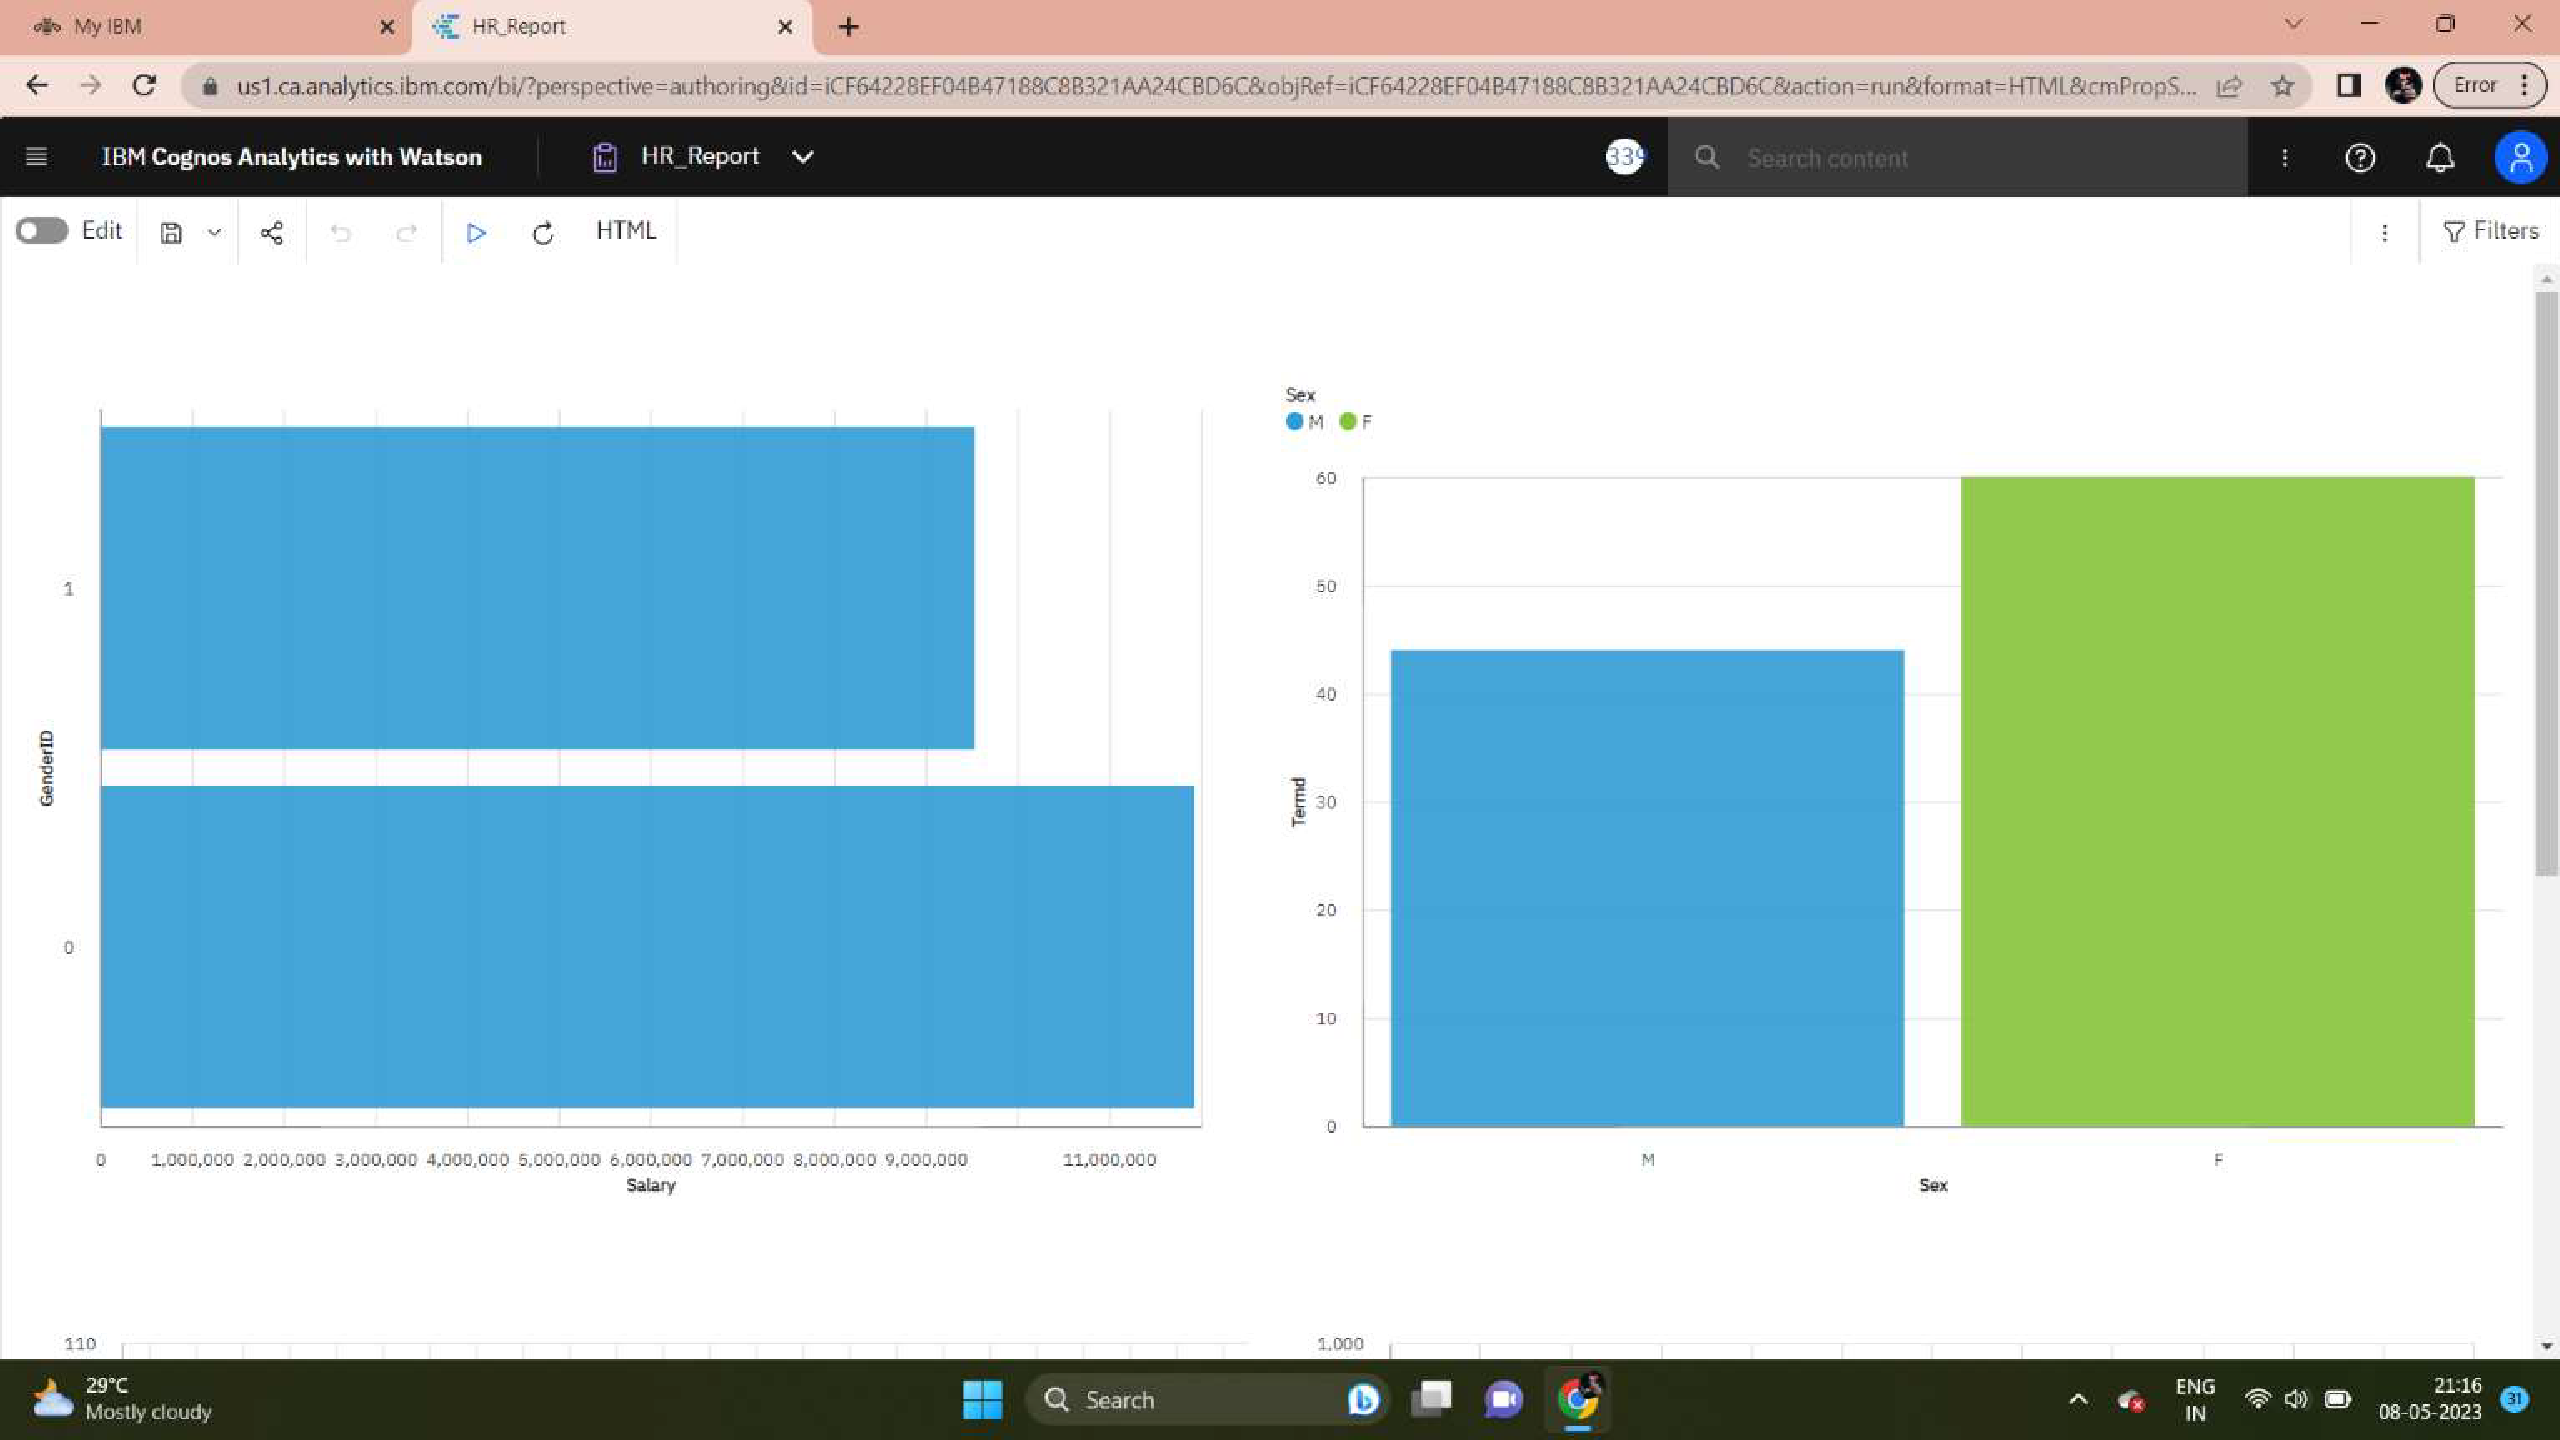 My IBM
HR_Report
us1.ca.analytics.ibm.com/bi/?perspective=authoring&id=iCF64228EF04B47188C8B321AA24CBD6C&objRef=iCF64228EF04B47188C8B321AA24CBD6C&action=run&format=HTML&cmPropS...
Error
IBM Cognos Analytics with Watson
HR_Report
339
Search content
Edit
HTML
Filters
1
0
GenderID
0 1,000,000 2,000,000 3,000,000 4,000,000 5,000,000 6,000,000 7,000,000 8,000,000 9,000,000 11,000,000
Salary
Sex
M F
60
50
40
30
20
10
0
Termd
M F
Sex
110
1,000
29°C
Mostly cloudy
Search
ENG
IN
21:16
08-05-2023
31